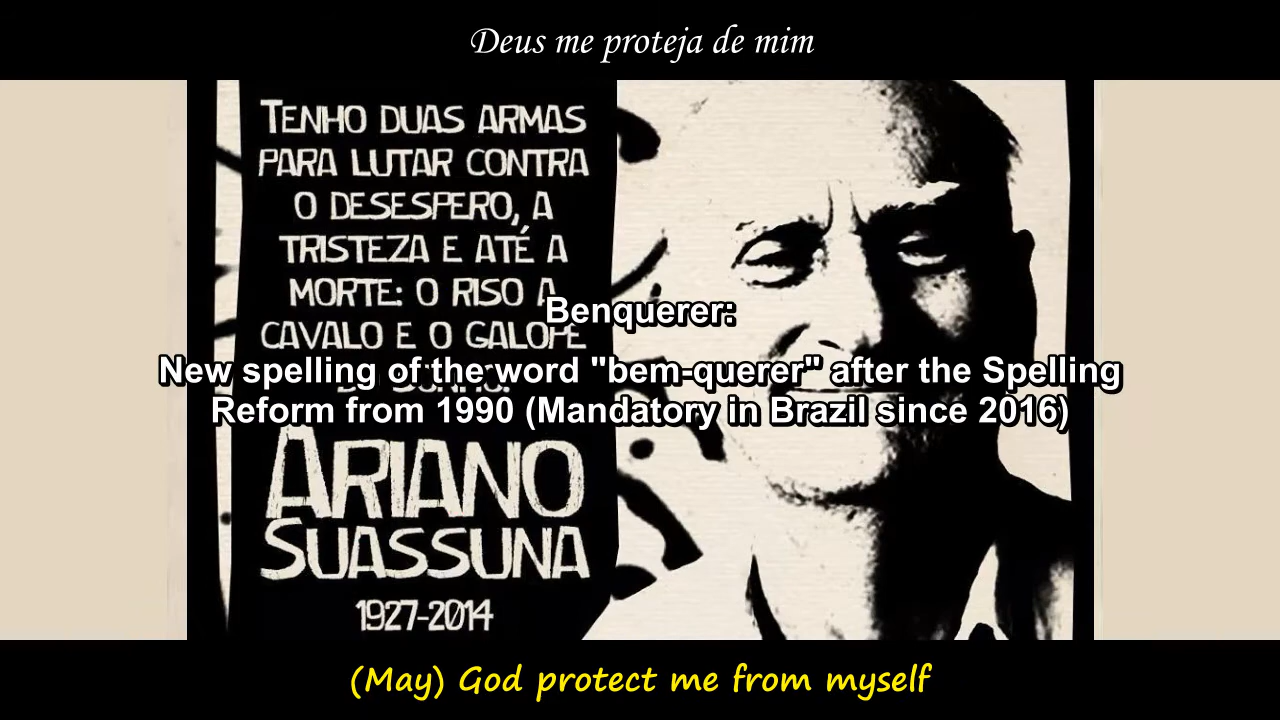 Deus me proteja de mim
TENHO DUAS ARMAS
PARA LUTAR CONTRA
O DESESPERO, A
TRISTEZA E ATÉ A
MORTE: O RISO A
CAVALO E O GALOPE
Benquerer:
New spelling of the word "bem-querer" after the Spelling
Reform from 1990 (Mandatory in Brazil since 2016)
ARIANO
SUASSUNA
1927-2014
(May) God protect me from myself